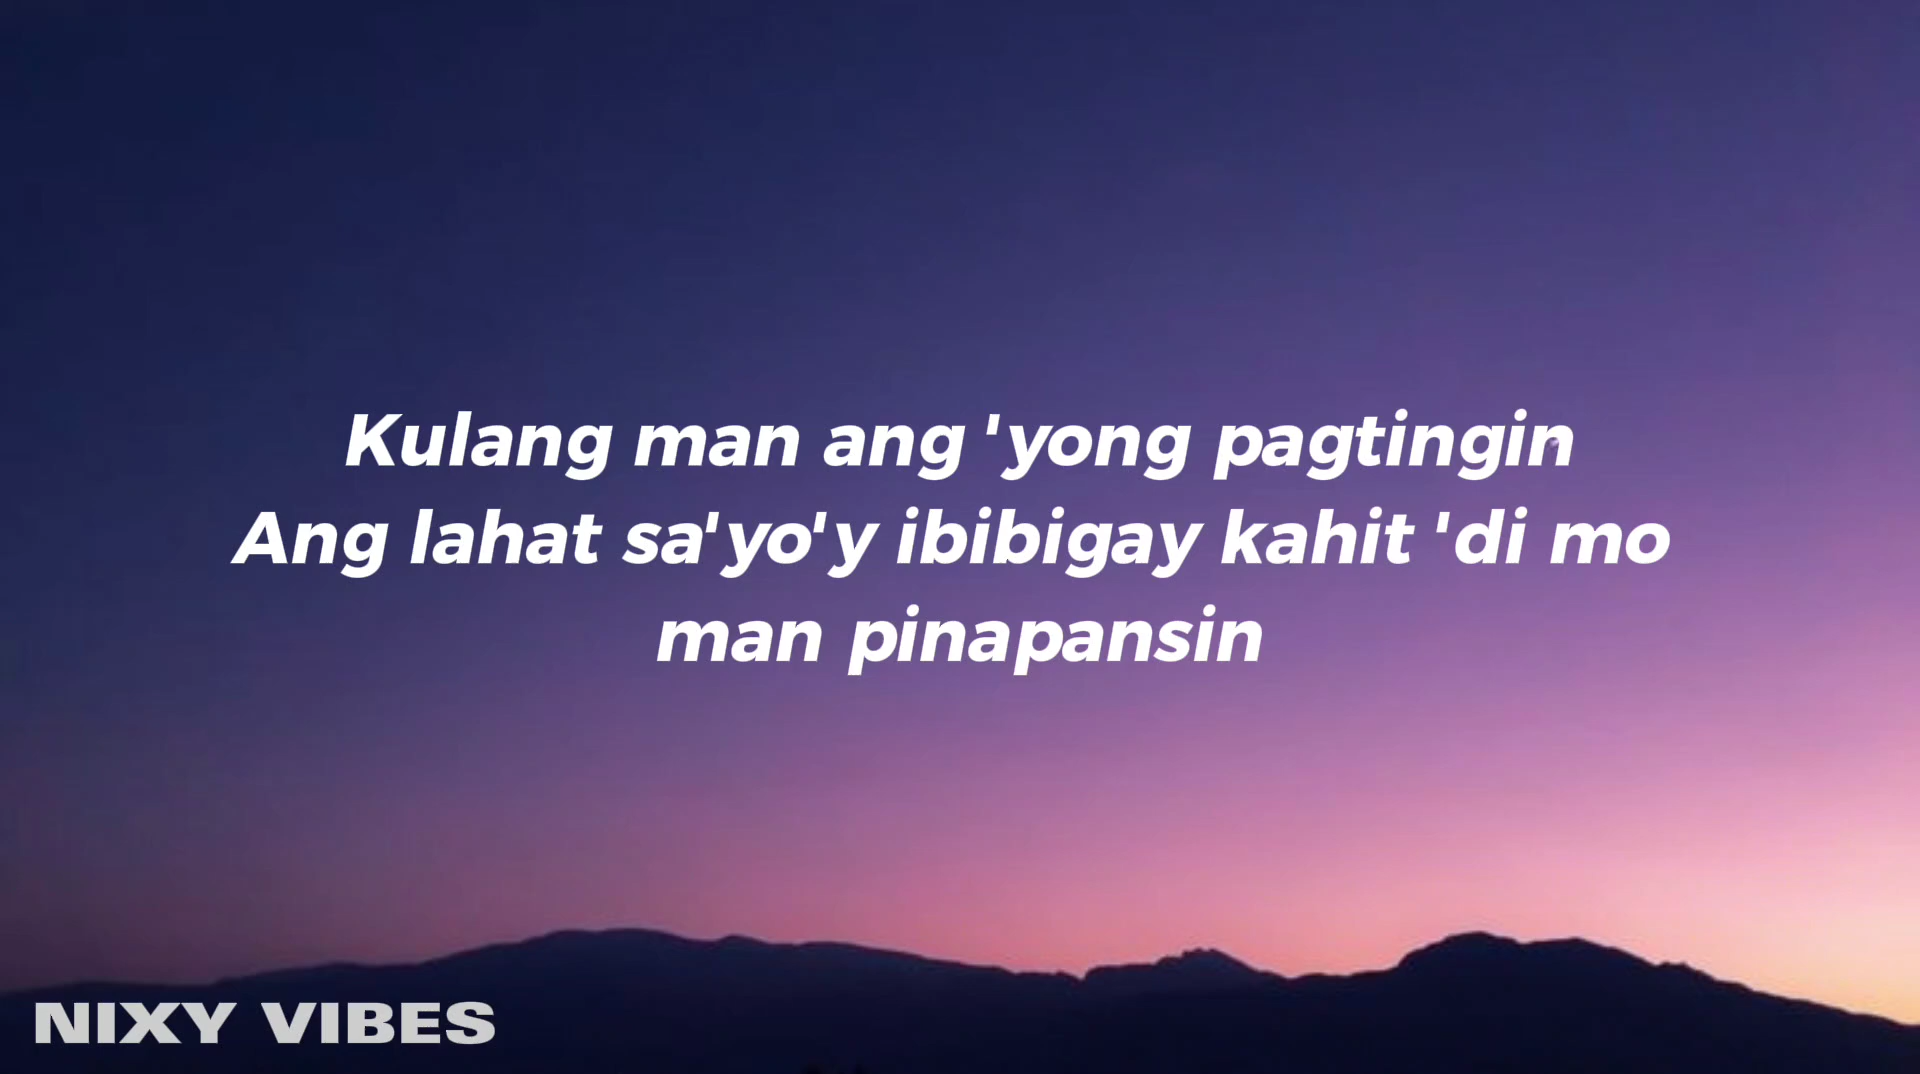 Kulang man ang 'yong pagtingin
Ang lahat sa'yo'y ibibigay kahit 'di mo
man pinapansin
NIXY VIBES